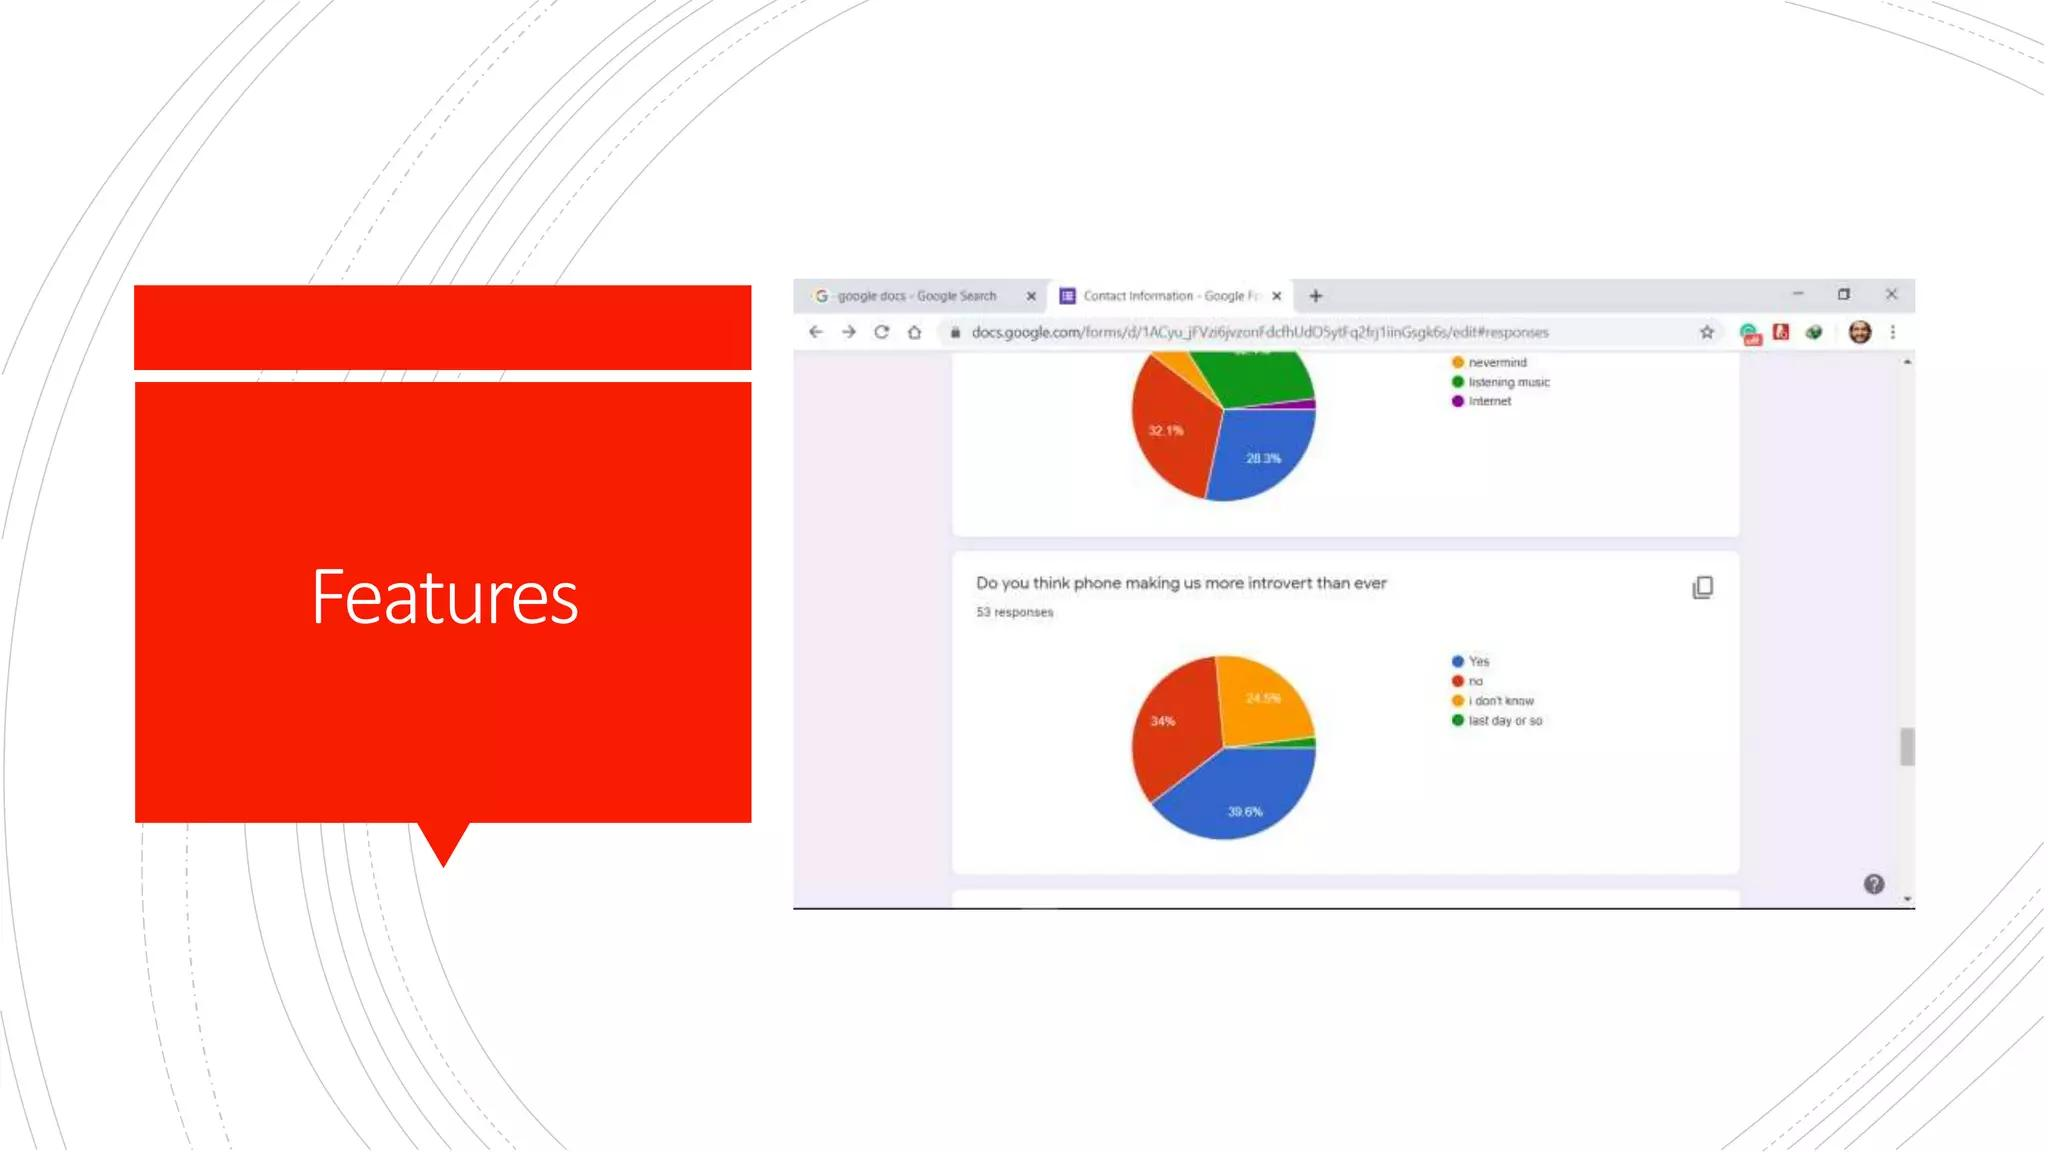 Features
google docs - Google Search
Contact Information - Google Fo
docs.google.com/forms/d/
/edit#responses
nevermind
listening music
Internet
32.1%
28.3%
Do you think phone making us more introvert than ever
53 responses
Yes
no
i don't know
last day or so
24.5%
34%
39.6%